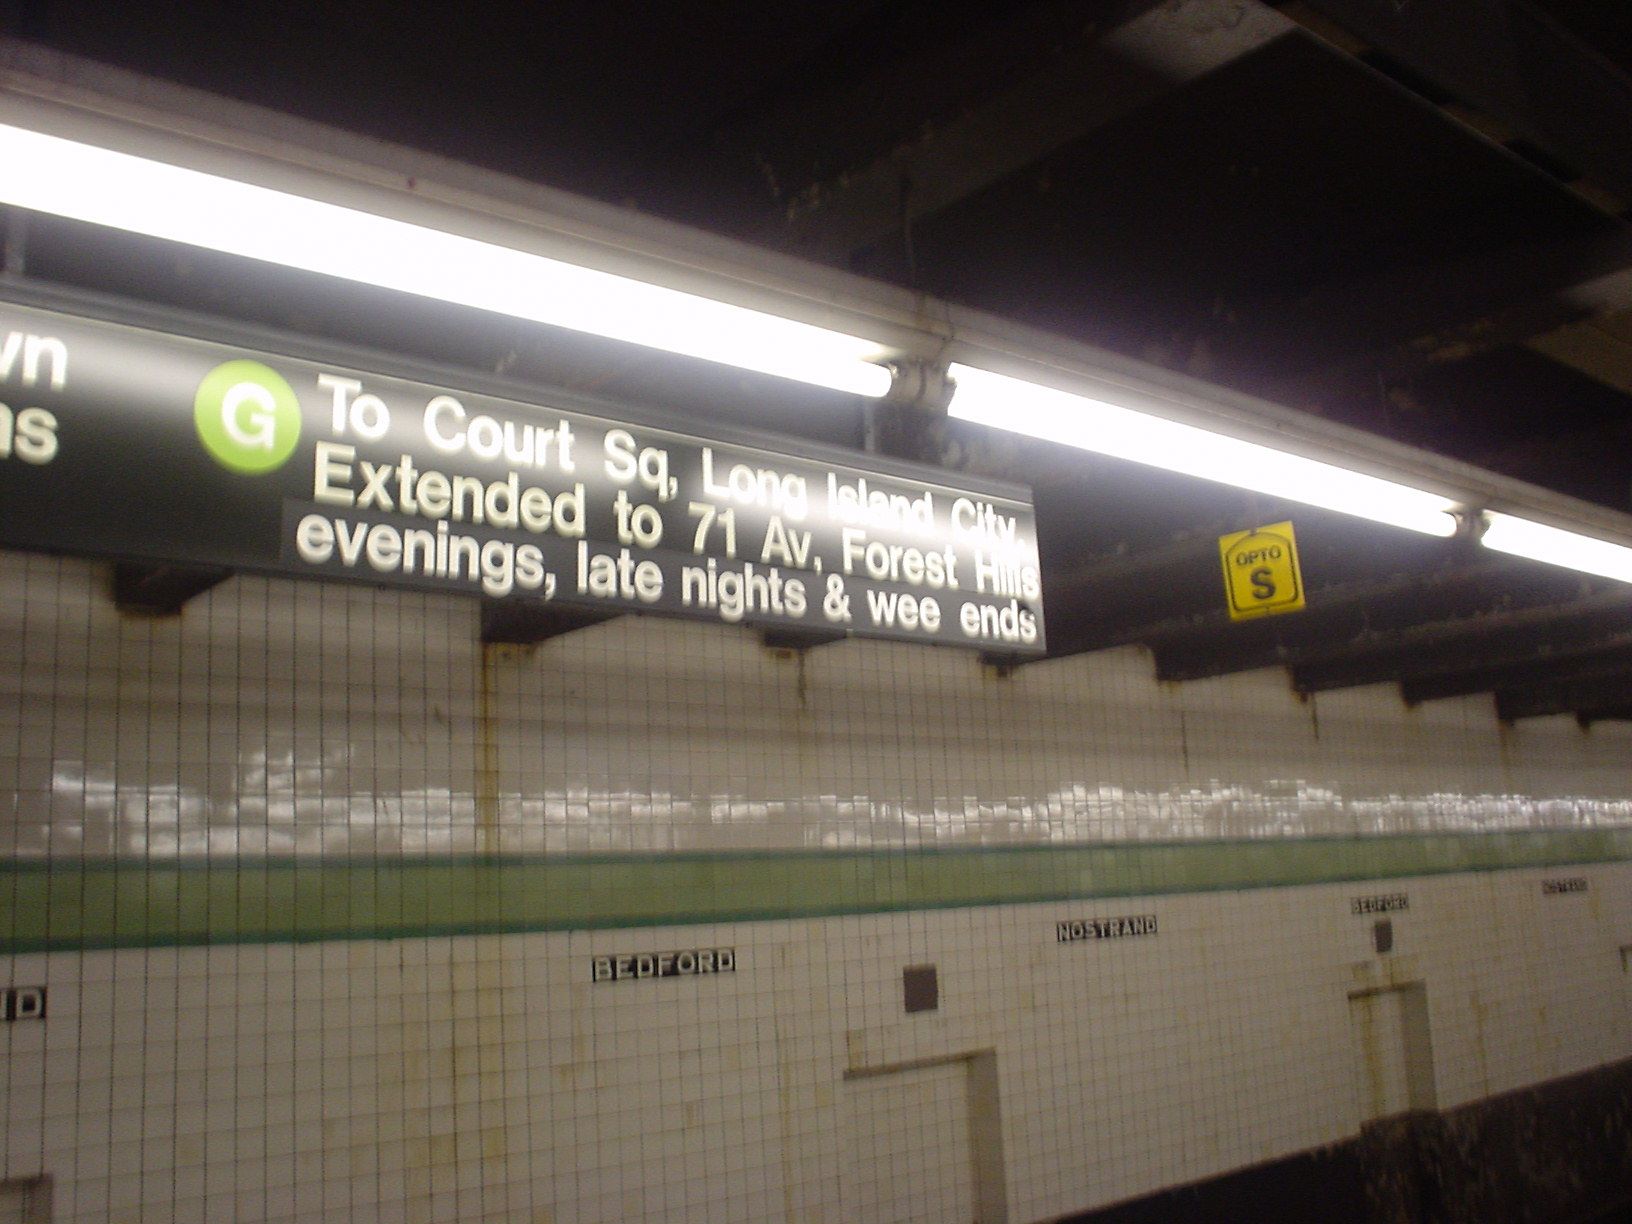 G To Court Sq, Long Island City,
Extended to 71 Av, Forest Hills
evenings, late nights & wee ends
OPTO
S
BEDFORD
NOSTRAND
BEDFORD
NOSTRAND